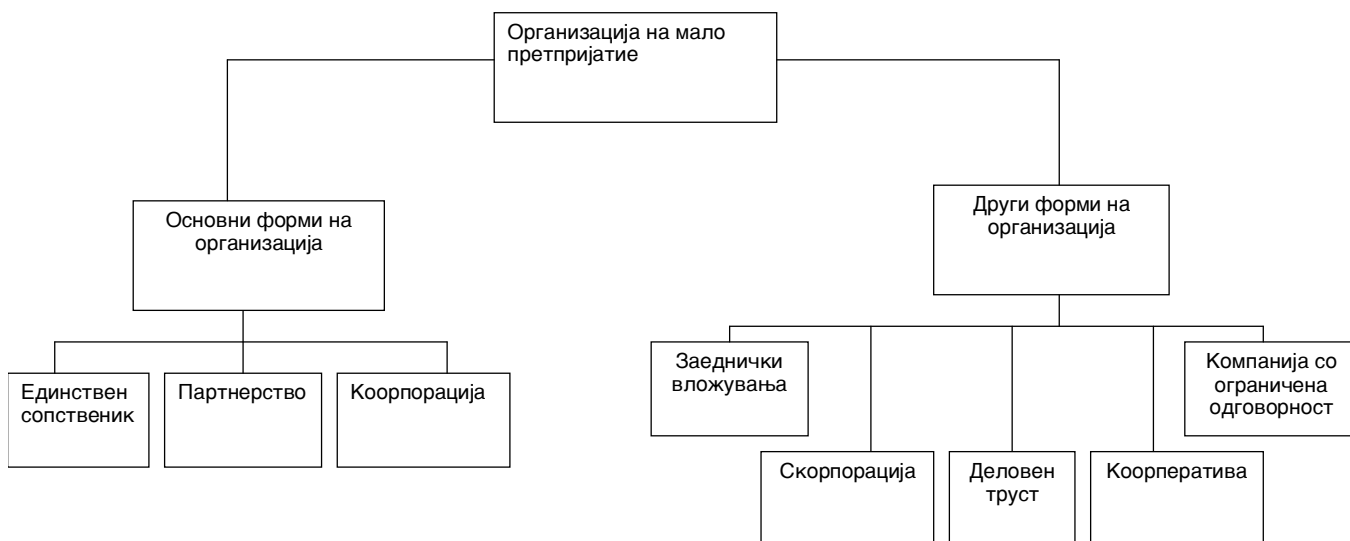 Организација на мало
претпријатие
Основни форми на
организација
Други форми на
организација
Единствен
сопственик
Партнерство
Коорпорација
Заеднички
вложувања
Компанија со
ограничена
одговорност
Скорпорација
Деловен
труст
Коорператива